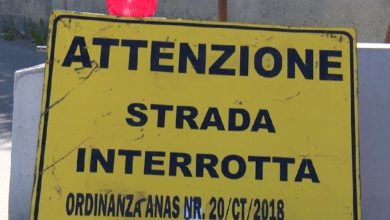 ATTENZIONE
STRADA
INTERROTTA
ORDINANZA ANAS NR. 20/CT/2018